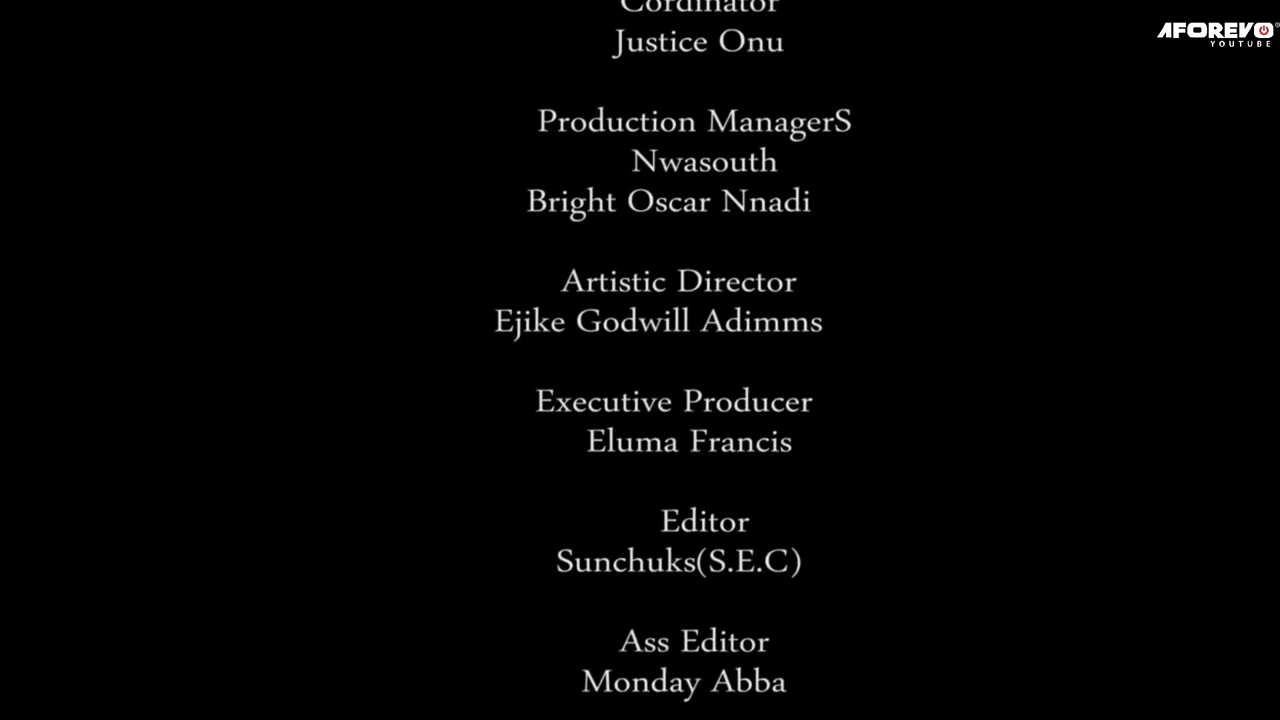 Cordinator
Justice Onu
AFOREVO
YOUTUBE
Production ManagerS
Nwasouth
Bright Oscar Nnadi
Artistic Director
Ejike Godwill Adimms
Executive Producer
Eluma Francis
Editor
Sunchuks(S.E.C)
Ass Editor
Monday Abba